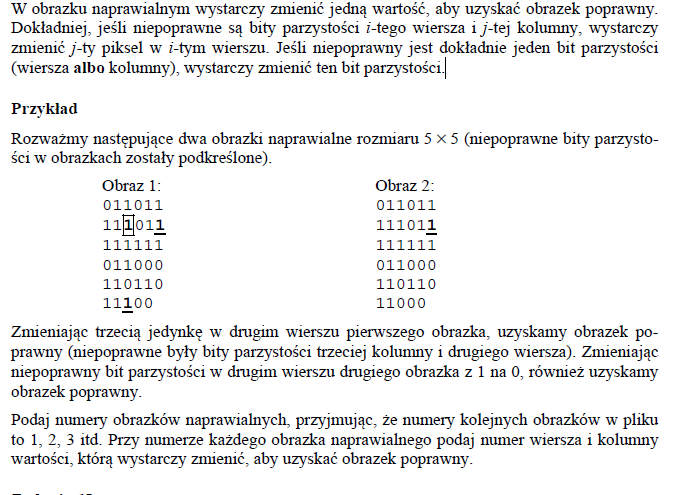 W obrazku naprawialnym wystarczy zmienić jedną wartość, aby uzyskać obrazek poprawny.
Dokładniej, jeśli niepoprawne są bity parzystości i-tego wiersza i j-tej kolumny, wystarczy
zmienić j-ty piksel w i-tym wierszu. Jeśli niepoprawny jest dokładnie jeden bit parzystości
(wiersza albo kolumny), wystarczy zmienić ten bit parzystości.
Przykład
Rozważmy następujące dwa obrazki naprawialne rozmiaru 5 × 5 (niepoprawne bity parzysto-
ści w obrazkach zostały podkreślone).
Obraz 1: Obraz 2:
011011 011011
111011 111011
111111 111111
011000 011000
110110 110110
11100 11000
Zmieniając trzecią jedynkę w drugim wierszu pierwszego obrazka, uzyskamy obrazek po-
prawny (niepoprawne były bity parzystości trzeciej kolumny i drugiego wiersza). Zmieniając
niepoprawny bit parzystości w drugim wierszu drugiego obrazka z 1 na 0, również uzyskamy
obrazek poprawny.
Podaj numery obrazków naprawialnych, przyjmując, że numery kolejnych obrazków w pliku
to 1, 2, 3 itd. Przy numerze każdego obrazka naprawialnego podaj numer wiersza i kolumny
wartości, którą wystarczy zmienić, aby uzyskać obrazek poprawny.